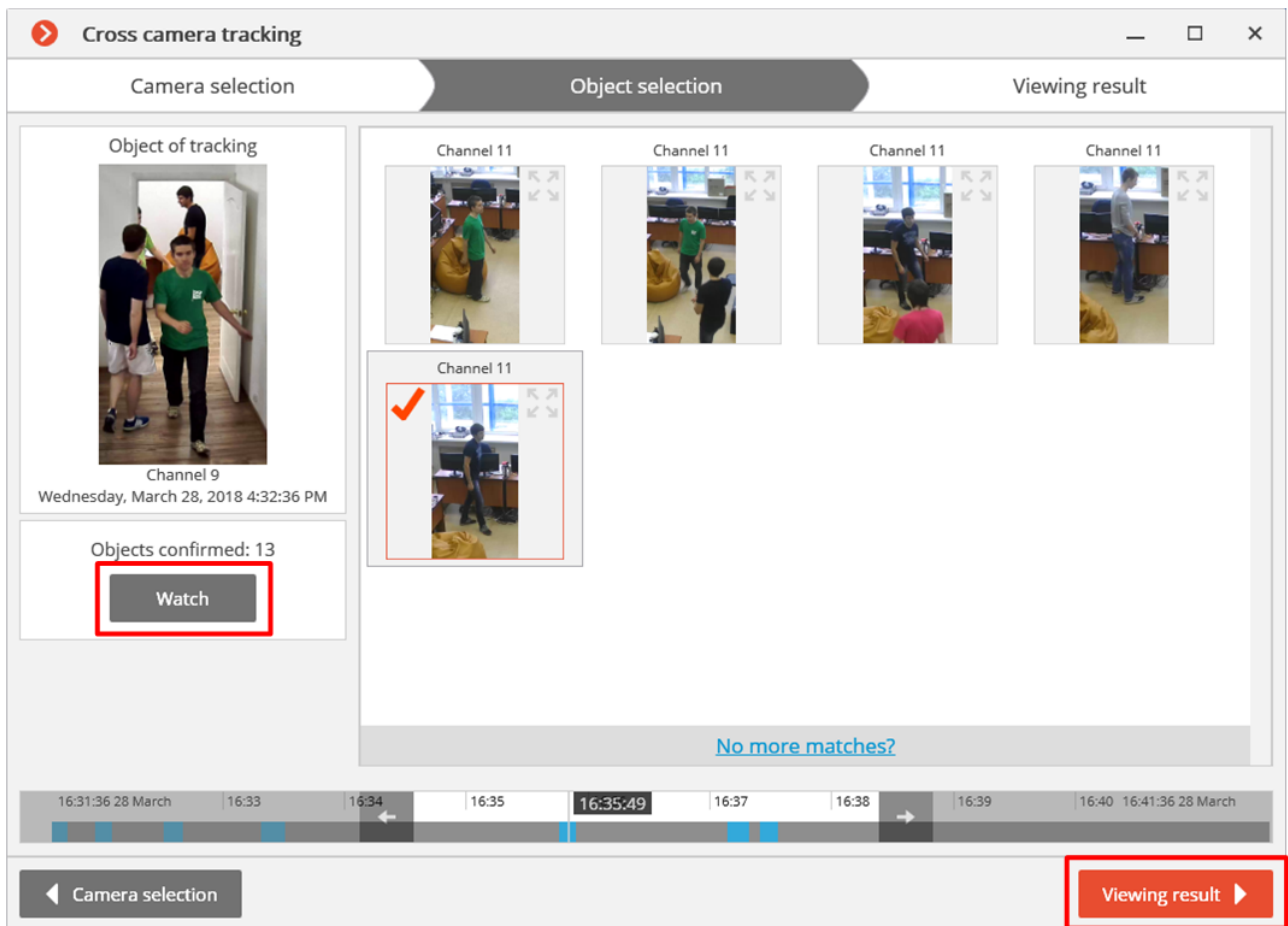 Cross camera tracking
Camera selection
Object selection
Viewing result
Object of tracking
Channel 9
Wednesday, March 28, 2018 4:32:36 PM
Objects confirmed: 13
Watch
Channel 11
Channel 11
Channel 11
Channel 11
Channel 11
No more matches?
16:31:36 28 March
16:33
16:34
16:35
16:35:49
16:37
16:38
16:39
16:40
16:41:36 28 March
Camera selection
Viewing result